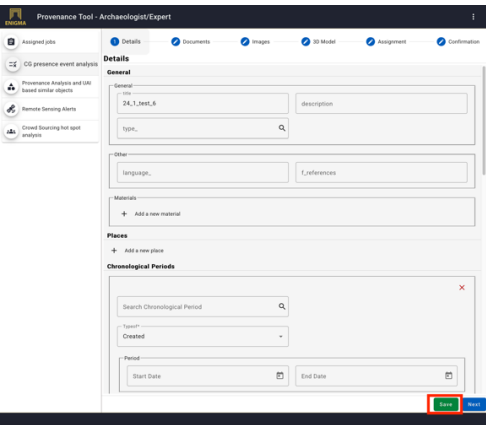 ENIGMA
Provenance Tool - Archaeologist/Expert
Assigned jobs
CG presence event analysis
Provenance Analysis and UAI based similar objects
Remote Sensing Alerts
Crowd Sourcing hot spot analysis
1 Details
Documents
Images
3D Model
Assignment
Confirmation
Details
General
General
title
24_1_test_6
description
type_
Other
language_
f_references
Materials
+ Add a new material
Places
+ Add a new place
Chronological Periods
Search Chronological Period
Types*
Created
Period
Start Date
End Date
Save
Next